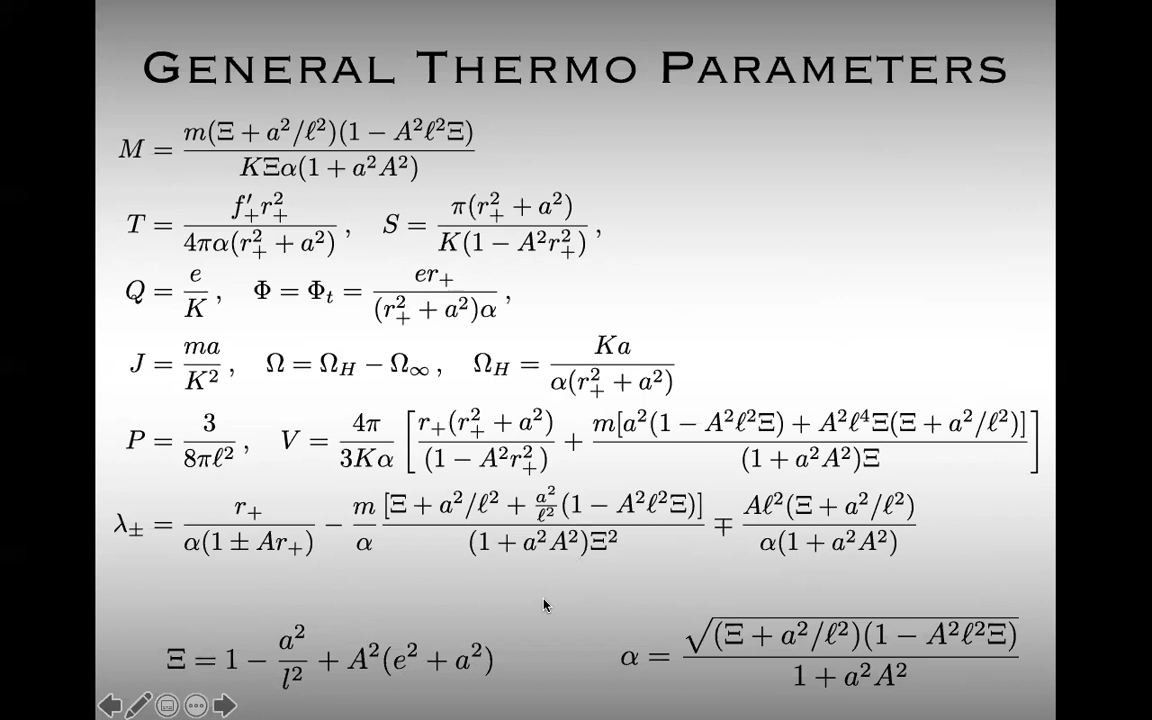 GENERAL THERMO PARAMETERS
M = m(Ξ + a²/ℓ²)(1 − A²ℓ²Ξ) / KΞα(1 + a²A²)
T = f′₊r₊² / 4πα(r₊² + a²) , S = π(r₊² + a²) / K(1 − A²r₊²) ,
Q = e / K , Φ = Φₜ = er₊ / (r₊² + a²)α ,
J = ma / K² , Ω = Ω_H − Ω_∞ , Ω_H = Ka / α(r₊² + a²)
P = 3 / 8πℓ² , V = 4π / 3Kα [ r₊(r₊² + a²) / (1 − A²r₊²) + m[a²(1 − A²ℓ²Ξ) + A²ℓ⁴Ξ(Ξ + a²/ℓ²)] / (1 + a²A²)Ξ ]
λ± = r₊ / α(1 ± Ar₊) − m / α [Ξ + a²/ℓ² + a²/ℓ² (1 − A²ℓ²Ξ)] / (1 + a²A²)Ξ² ∓ Aℓ²(Ξ + a²/ℓ²) / α(1 + a²A²)
Ξ = 1 − a² / l² + A²(e² + a²) α = √(Ξ + a²/ℓ²)(1 − A²ℓ²Ξ) / 1 + a²A²